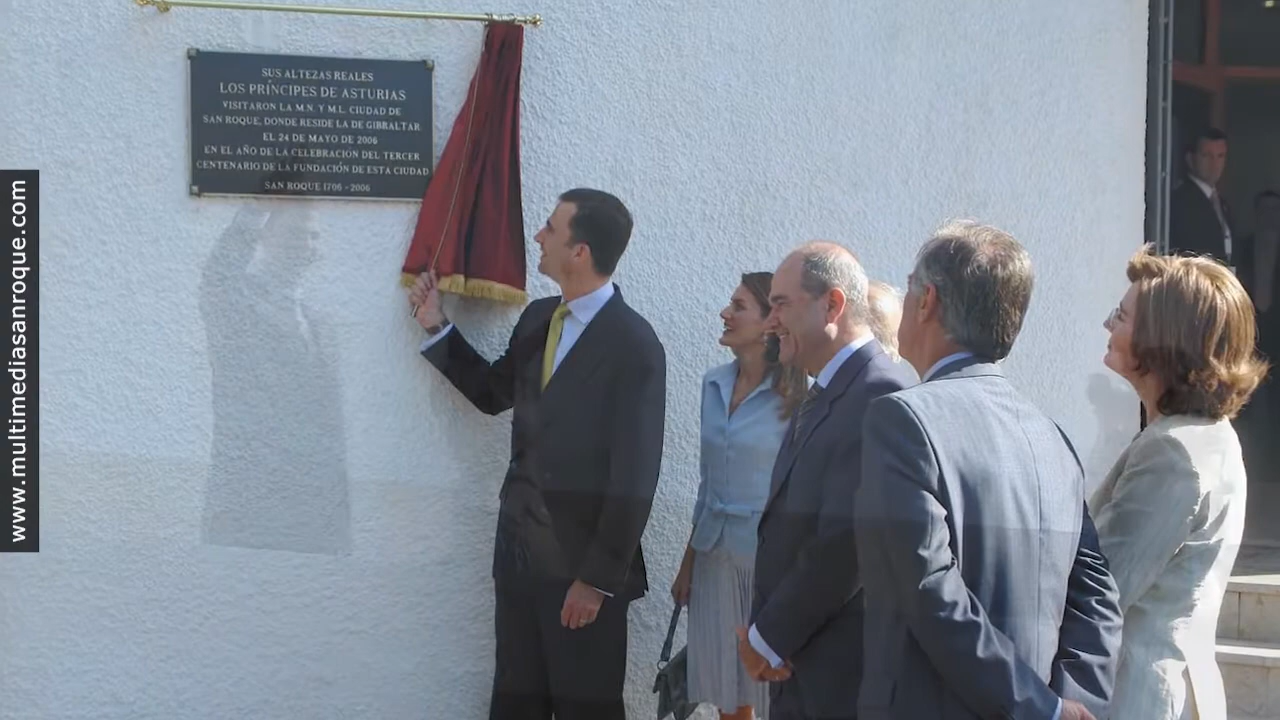 SUS ALTEZAS REALES
LOS PRÍNCIPES DE ASTURIAS
VISITARON LA M.N. Y M.L. CIUDAD DE
SAN ROQUE, DONDE RESIDE LA DE GIBRALTAR
EL 24 DE MAYO DE 2006
EN EL AÑO DE LA CELEBRACIÓN DEL TERCER
CENTENARIO DE LA FUNDACIÓN DE ESTA CIUDAD
SAN ROQUE 1706 - 2006
www.multimediasanroque.com